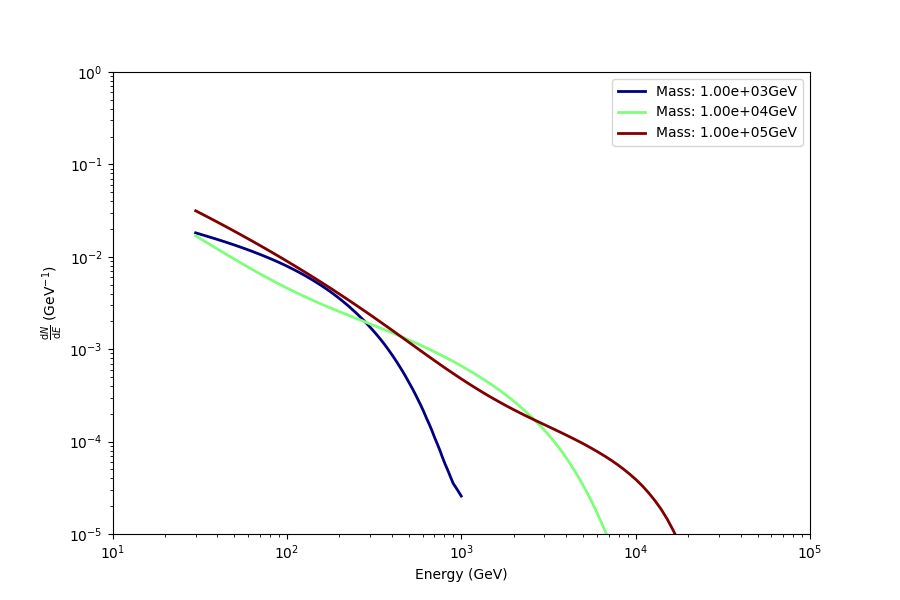 10^0
10^-1
10^-2
10^-3
10^-4
10^-5
dN/dE (GeV^-1)
Mass: 1.00e+03GeV
Mass: 1.00e+04GeV
Mass: 1.00e+05GeV
10^1 10^2 10^3 10^4 10^5
Energy (GeV)